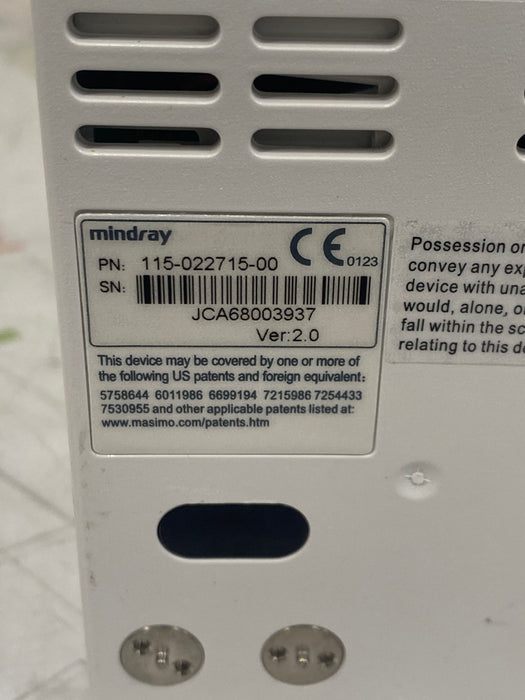 mindray
CE 0123
PN: 115-022715-00
SN:
JCA68003937
Ver:2.0
This device may be covered by one or more of
the following US patents and foreign equivalent:
5758644 6011986 6699194 7215986 7254433
7530955 and other applicable patents listed at:
www.masimo.com/patents.htm
Possession or
convey any
device with
would, alone,
fall within the
relating to this